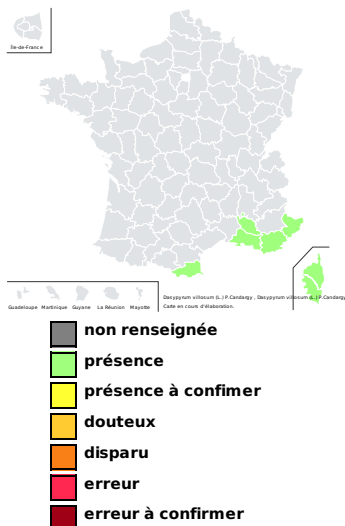 Île-de-France
Dasypyrum villosum (L.) P.Candargy , Dasypyrum villosum (L.) P.Candargy
Carte en cours d'élaboration.
Guadeloupe Martinique Guyane La Réunion Mayotte
non renseignée
présence
présence à confimer
douteux
disparu
erreur
erreur à confirmer